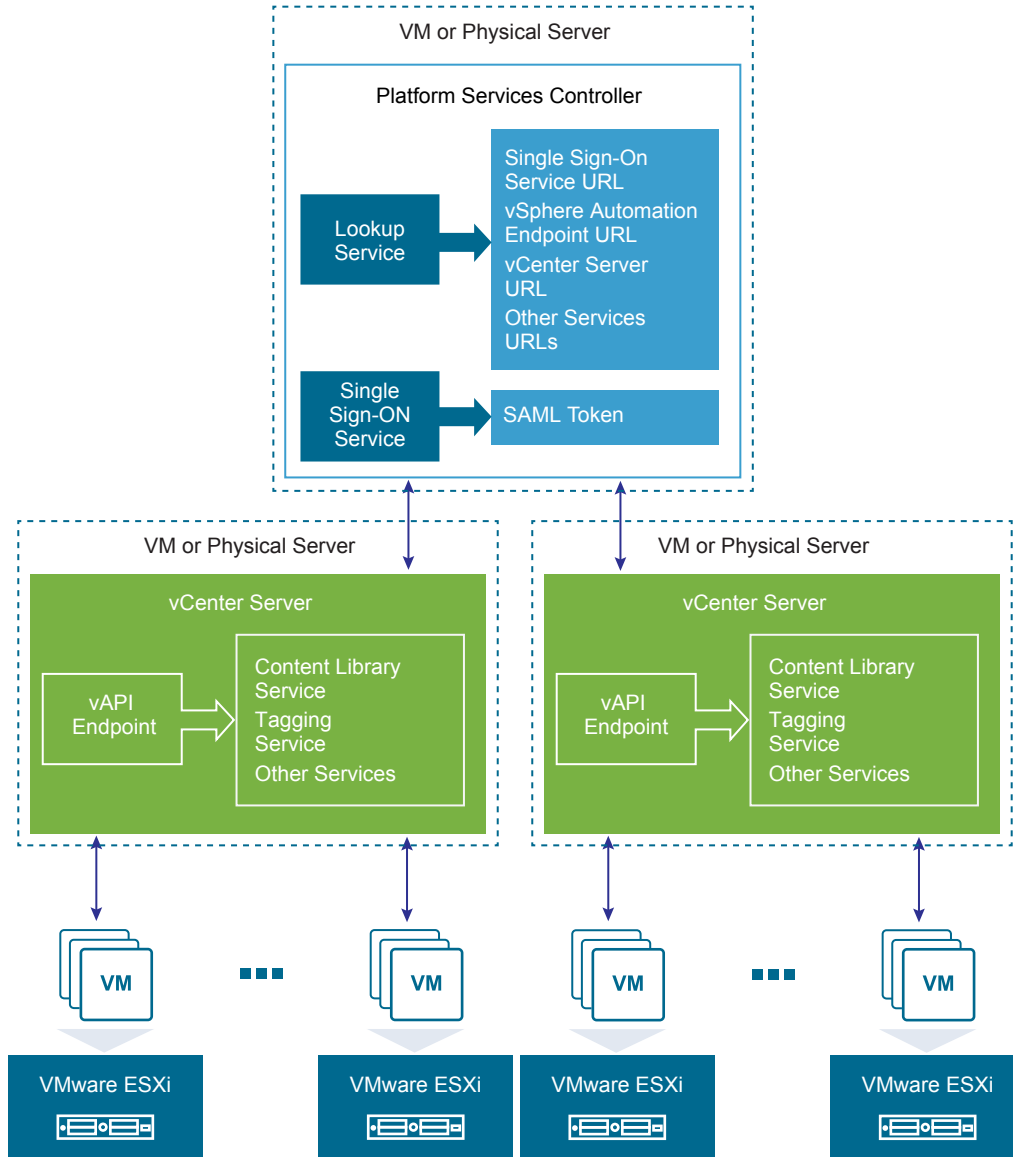 VM or Physical Server
Platform Services Controller
Lookup
Service
Single Sign-On
Service URL
vSphere Automation
Endpoint URL
vCenter Server
URL
Other Services
URLs
Single
Sign-ON
Service
SAML Token
VM or Physical Server
vCenter Server
vAPI
Endpoint
Content Library
Service
Tagging
Service
Other Services
VM or Physical Server
vCenter Server
vAPI
Endpoint
Content Library
Service
Tagging
Service
Other Services
VM
VM
VM
VM
VMware ESXi
VMware ESXi
VMware ESXi
VMware ESXi